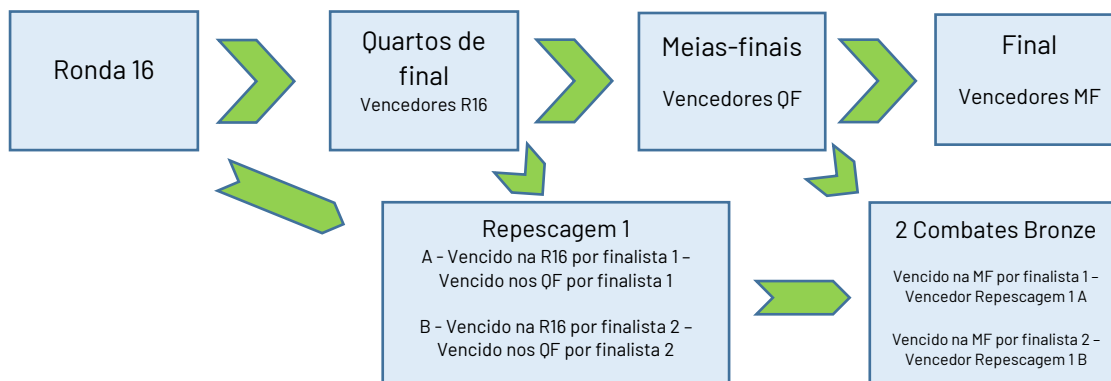 Ronda 16
Quartos de
final
Vencedores R16
Meias-finais
Vencedores QF
Final
Vencedores MF
Repescagem 1
A - Vencido na R16 por finalista 1 –
Vencido nos QF por finalista 1
B - Vencido na R16 por finalista 2 –
Vencido nos QF por finalista 2
2 Combates Bronze
Vencido na MF por finalista 1 –
Vencedor Repescagem 1 A
Vencido na MF por finalista 2 –
Vencedor Repescagem 1 B